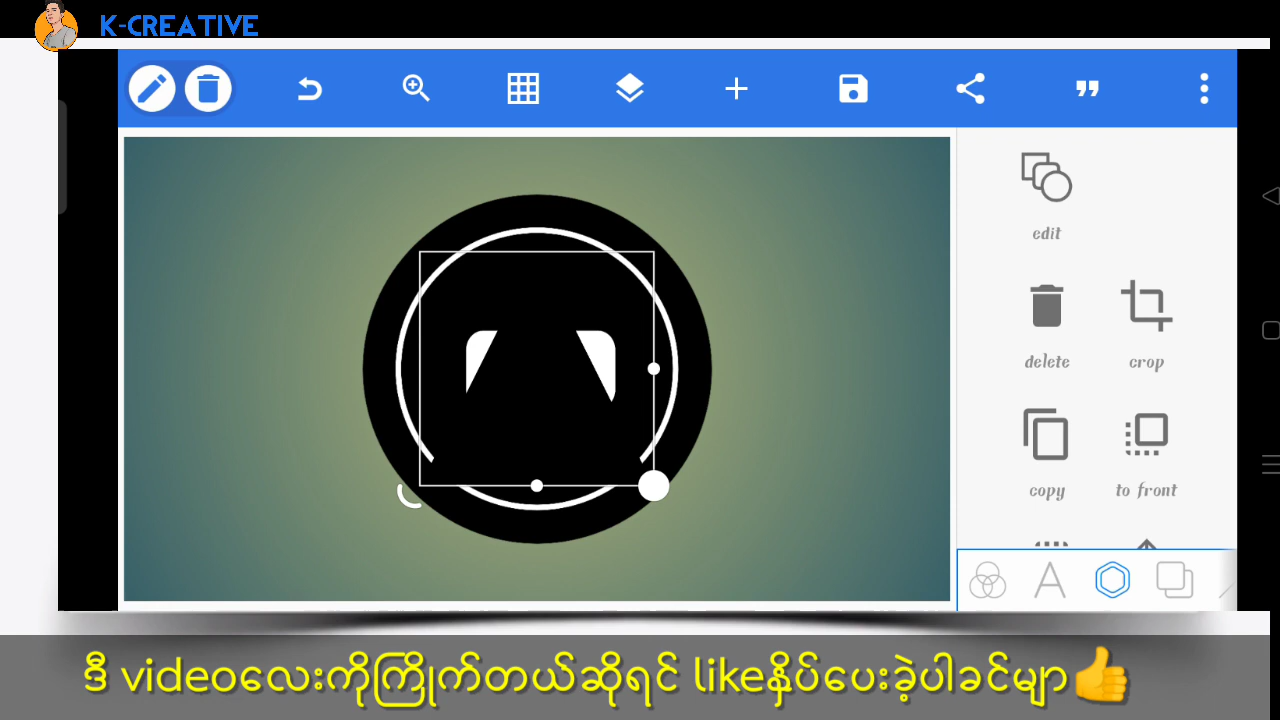 K-CREATIVE
edit
delete
crop
copy
to front
ဒီ videoလေးကိုကြိုက်တယ်ဆိုရင် likeနှိပ်ပေးခဲ့ပါခင်မျာ👍